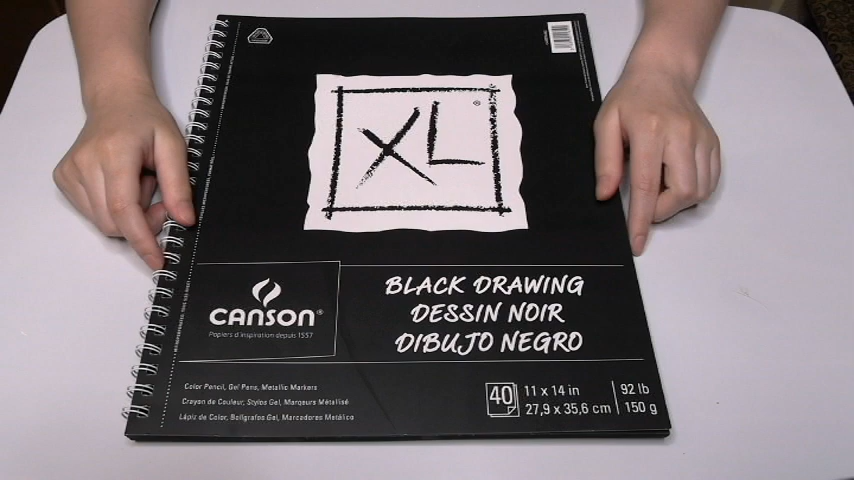 XL®
CANSON®
Papiers d'inspiration depuis 1557
BLACK DRAWING
DESSIN NOIR
DIBUJO NEGRO
Color Pencil, Gel Pens, Metallic Markers
Crayon de Couleur, Stylos Gel, Marqeurs Métallisé
Lápiz de Color, Bolígrafos Gel, Marcadores Metálico
40
11 x 14 in
27,9 x 35,6 cm
92 lb
150 g